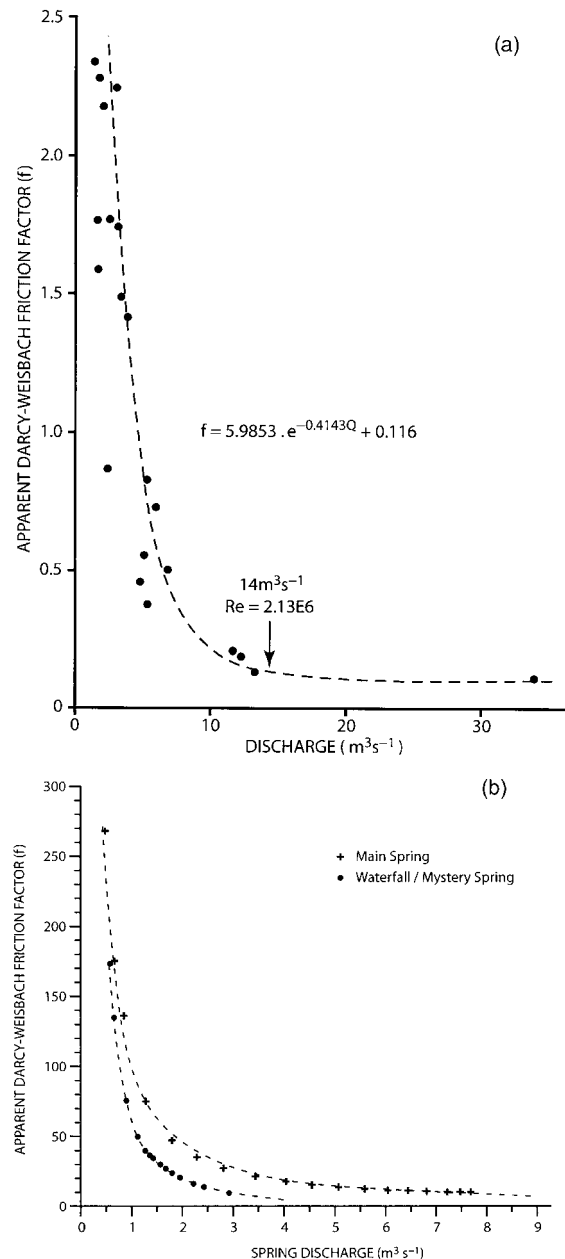 (a)
APPARENT DARCY-WEISBACH FRICTION FACTOR (f)
2.5
2.0
1.5
1.0
0.5
0
f = 5.9853 . e^−0.4143Q + 0.116
14m³s⁻¹
Re = 2.13E6
0 10 20 30
DISCHARGE ( m³s⁻¹ )
(b)
APPARENT DARCY-WEISBACH FRICTION FACTOR (f)
300
250
200
150
100
50
0
+ Main Spring
• Waterfall / Mystery Spring
0 1 2 3 4 5 6 7 8 9
SPRING DISCHARGE (m³ s⁻¹)